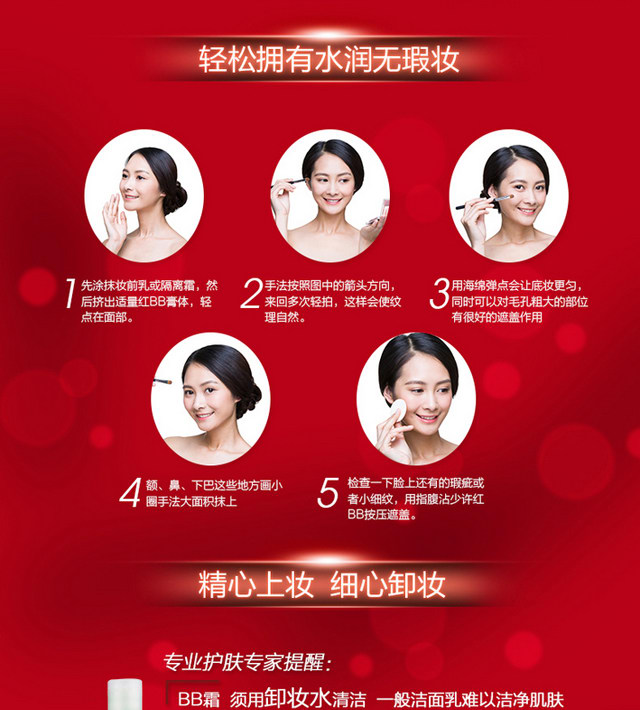 轻松拥有水润无瑕妆
1 先涂抹妆前乳或隔离霜，然
后挤出适量红BB膏体，轻
点在面部。
2 手法按照图中的箭头方向，
来回多次轻拍，这样会使纹
理自然。
3 用海绵弹点会让底妆更匀，
同时可以对毛孔粗大的部位
有很好的遮盖作用
4 额、鼻、下巴这些地方画小
圈手法大面积抹上
5 检查一下脸上还有的瑕疵或
者小细纹，用指腹沾少许红
BB按压遮盖。
精心上妆 细心卸妆
专业护肤专家提醒：
BB霜 须用卸妆水清洁 一般洁面乳难以洁净肌肤